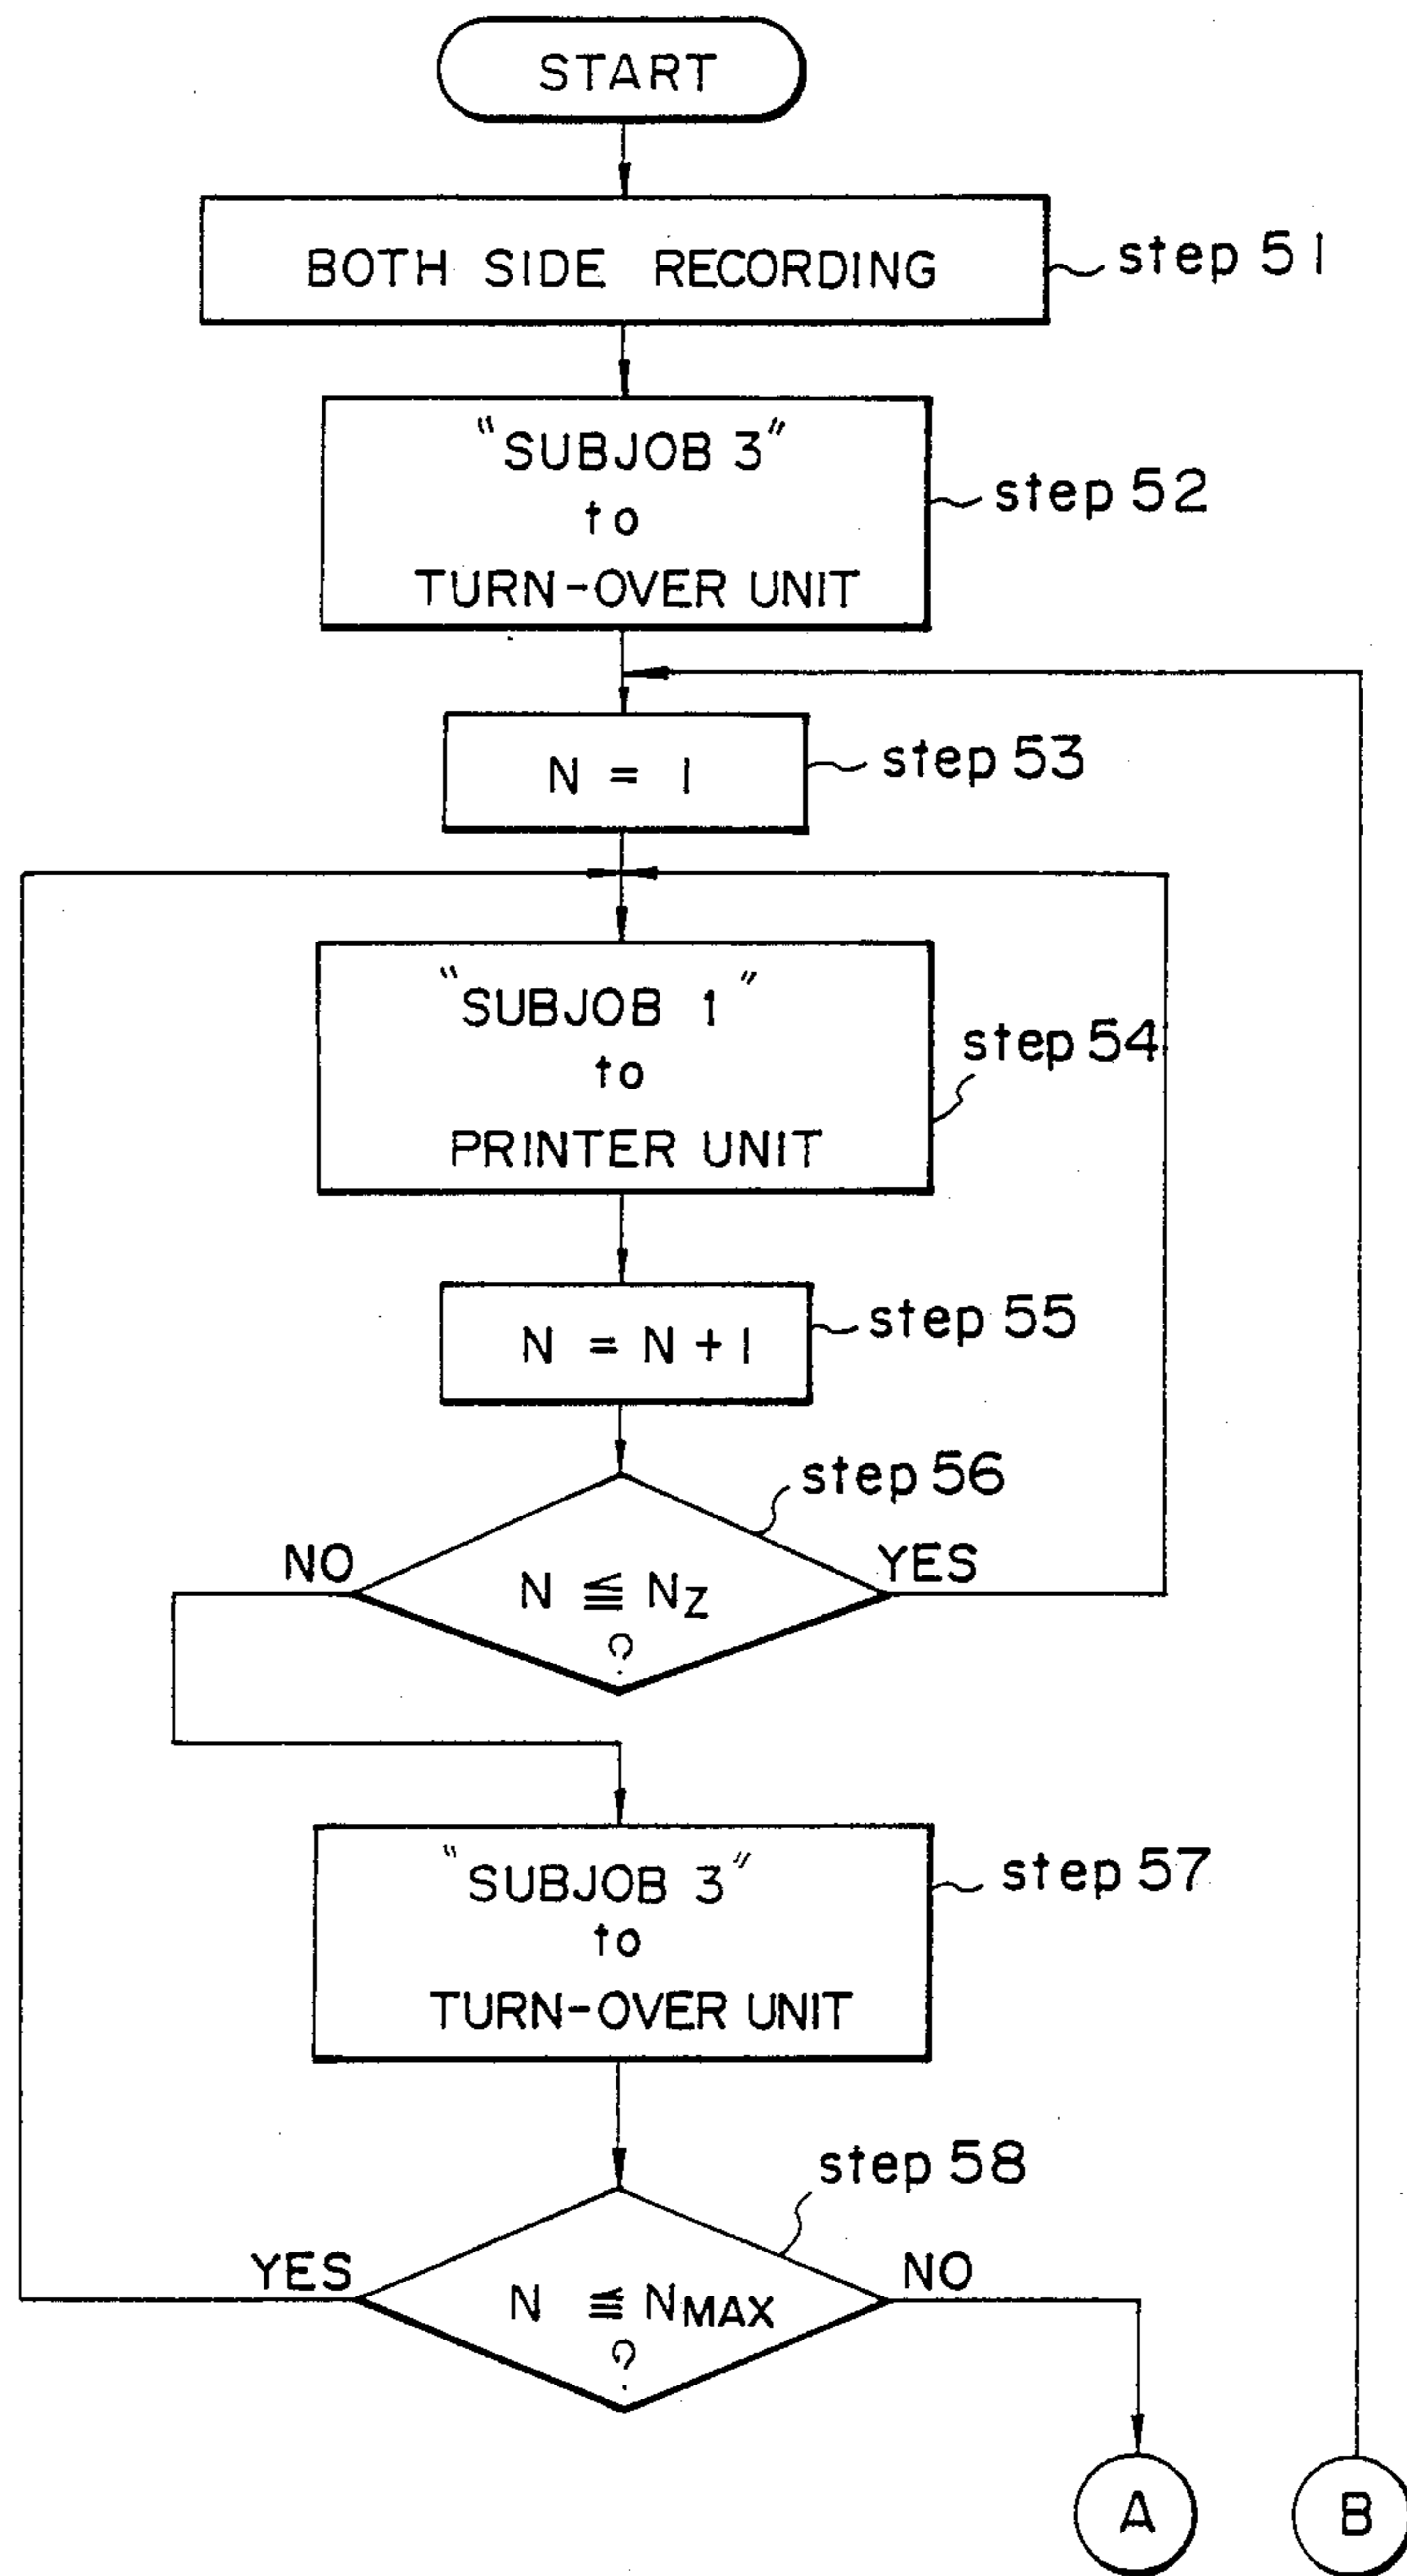 START
BOTH SIDE RECORDING
step 51
"SUBJOB 3"
to
TURN-OVER UNIT
step 52
N = 1
step 53
"SUBJOB 1"
to
PRINTER UNIT
step 54
N = N + 1
step 55
step 56
NO
YES
N ≦ NZ
?
"SUBJOB 3"
to
TURN-OVER UNIT
step 57
step 58
YES
NO
N ≦ NMAX
?
A
B